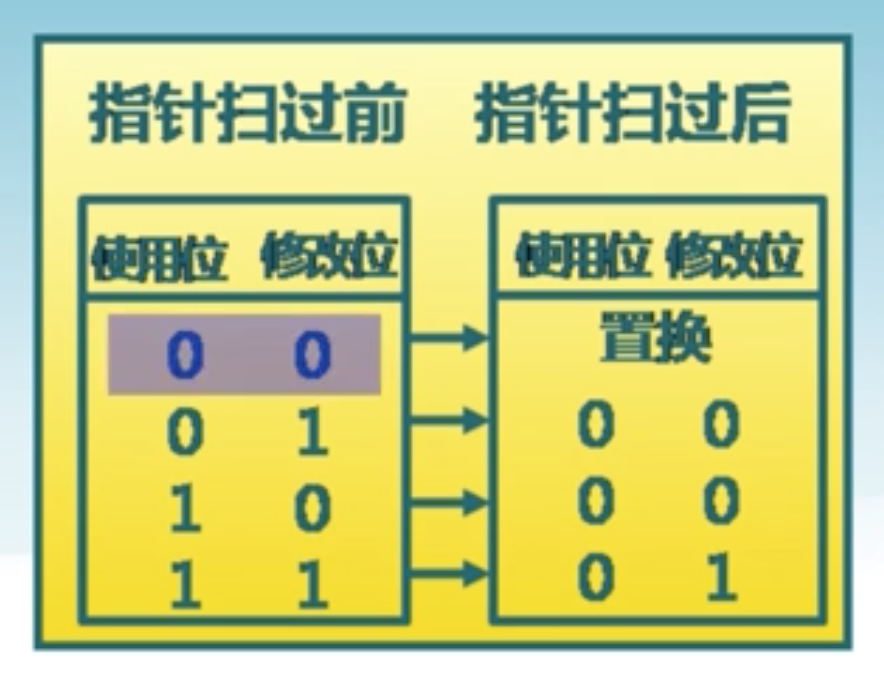 指针扫过前 指针扫过后
使用位 修改位 使用位 修改位
0 0 置换
0 1 0 0
1 0 0 0
1 1 0 1